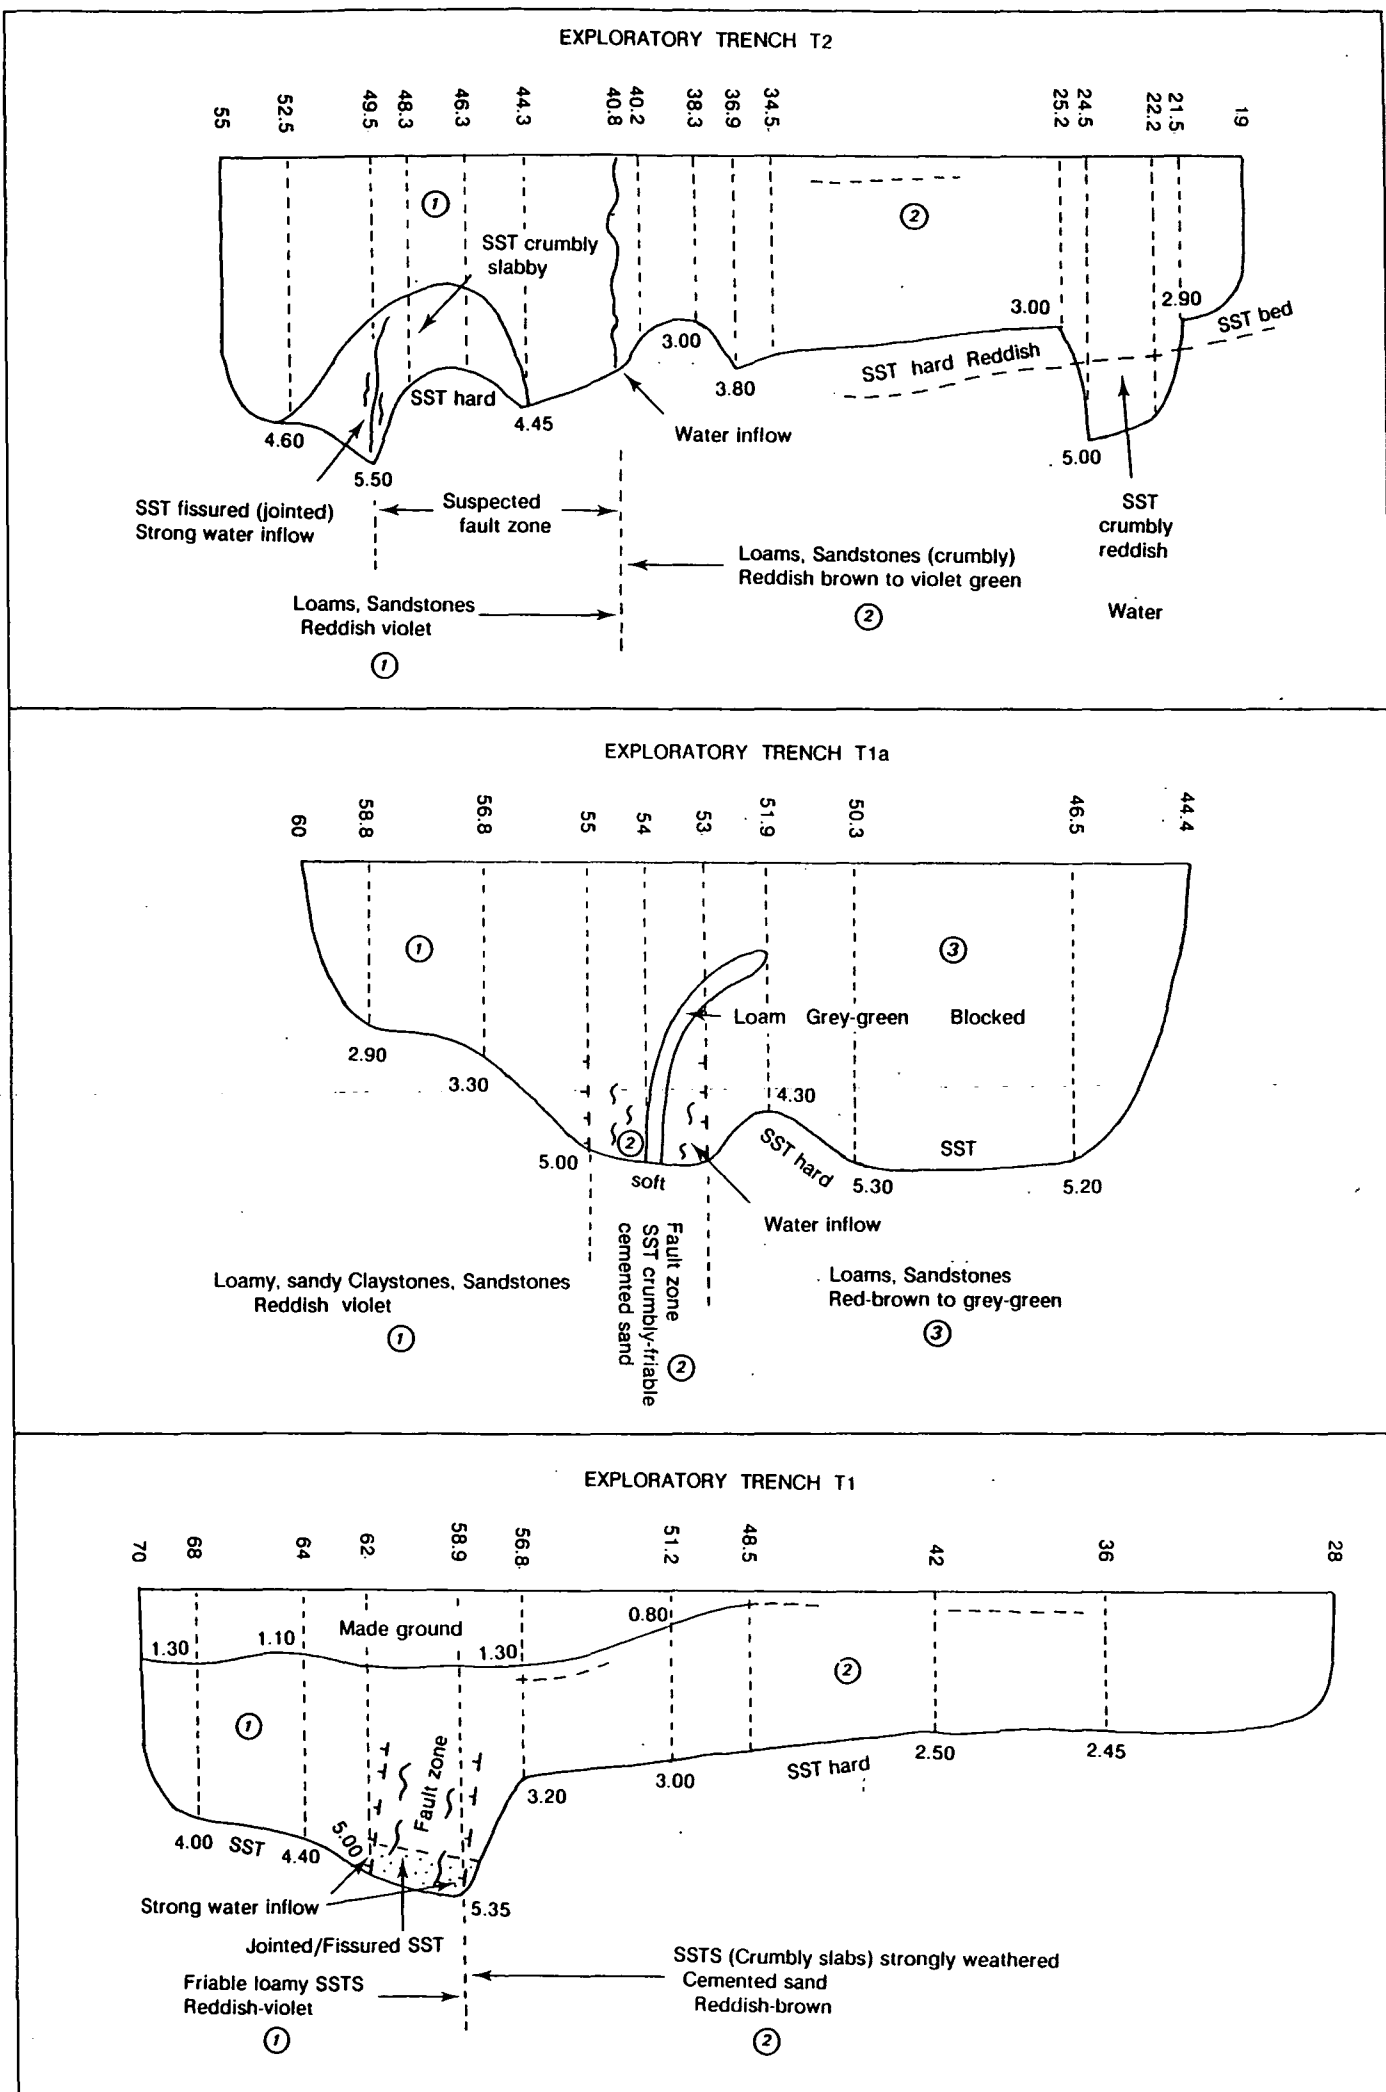 EXPLORATORY TRENCH T2
55
52.5
49.5
48.3
46.3
44.3
40.8
40.2
38.3
36.9
34.5
25.2
24.5
22.2
21.5
19
1
2
SST crumbly
slabby
3.00
2.90
SST bed
3.00
SST hard Reddish
SST hard
3.80
4.60
4.45
Water inflow
5.50
5.00
SST fissured (jointed)
Strong water inflow
Suspected
fault zone
SST
crumbly
reddish
Loams, Sandstones (crumbly)
Reddish brown to violet green
2
Water
Loams, Sandstones
Reddish violet
1
EXPLORATORY TRENCH T1a
60
58.8
56.8
55
54
53
51.9
50.3
46.5
44.4
1
3
Loam Grey-green Blocked
2.90
3.30
4.30
2
SST hard
SST
5.00
soft
5.30
5.20
Water inflow
Fault zone
SST crumbly-friable
cemented sand
2
Loamy, sandy Claystones, Sandstones
Reddish violet
1
Loams, Sandstones
Red-brown to grey-green
3
EXPLORATORY TRENCH T1
70
68
64
62
58.9
56.8
51.2
48.5
42
36
28
Made ground
0.80
1.30
1.10
1.30
1
2
Fault zone
2.50
2.45
SST hard
3.00
3.20
4.00
SST
4.40
5.00
Strong water inflow
5.35
Jointed/Fissured SST
SSTS (Crumbly slabs) strongly weathered
Cemented sand
Reddish-brown
2
Friable loamy SSTS
Reddish-violet
1